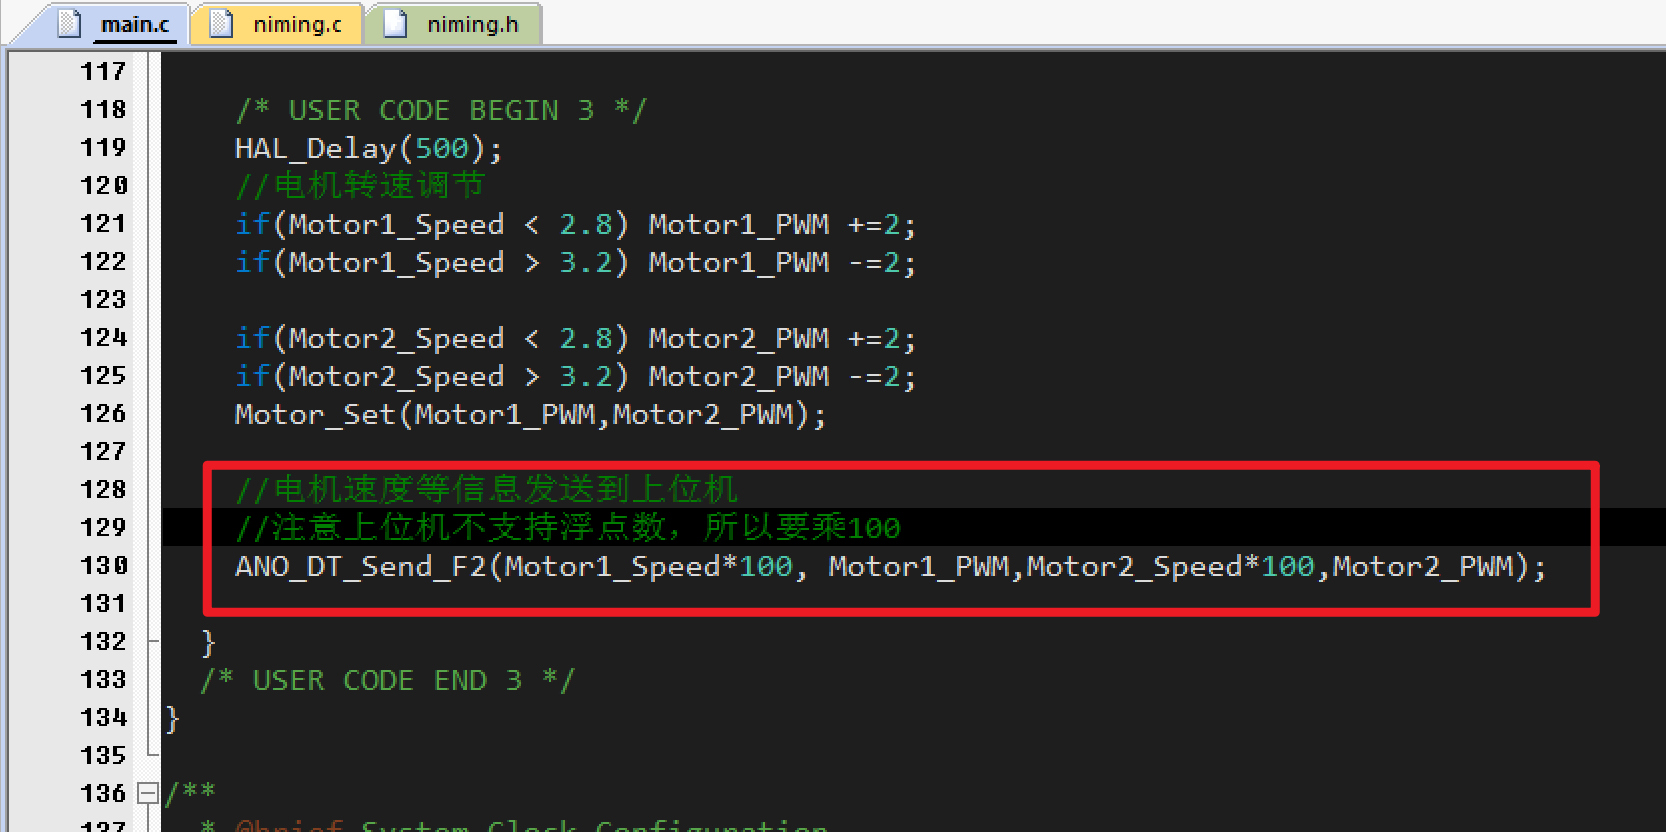 main.c niming.c niming.h
117
118 /* USER CODE BEGIN 3 */
119 HAL_Delay(500);
120 //电机转速调节
121 if(Motor1_Speed < 2.8) Motor1_PWM +=2;
122 if(Motor1_Speed > 3.2) Motor1_PWM -=2;
123
124 if(Motor2_Speed < 2.8) Motor2_PWM +=2;
125 if(Motor2_Speed > 3.2) Motor2_PWM -=2;
126 Motor_Set(Motor1_PWM,Motor2_PWM);
127
128 //电机速度等信息发送到上位机
129 //注意上位机不支持浮点数，所以要乘100
130 ANO_DT_Send_F2(Motor1_Speed*100, Motor1_PWM,Motor2_Speed*100,Motor2_PWM);
131
132 }
133 /* USER CODE END 3 */
134 }
135
136 /**
137 * @brief System Clock Configuration